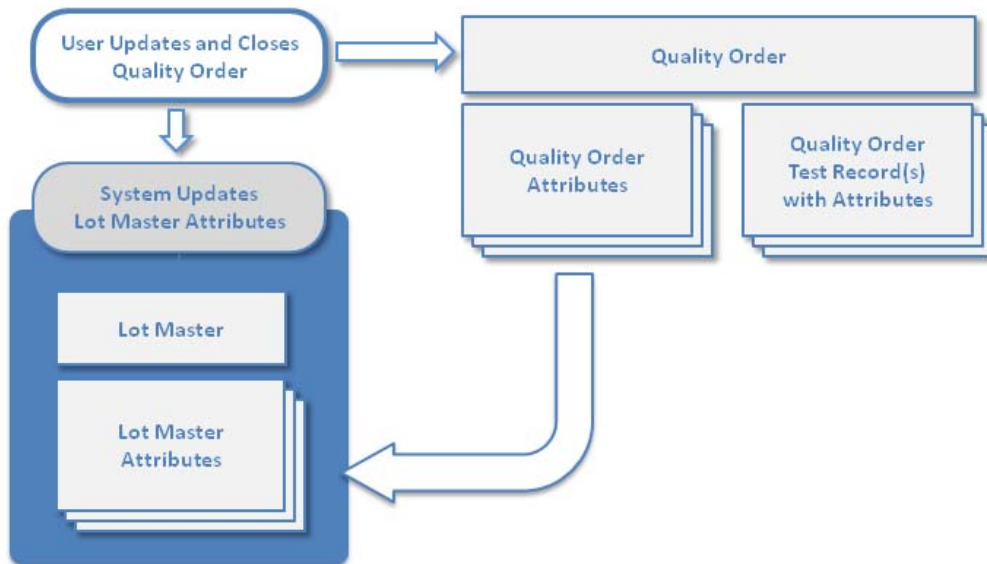 User Updates and Closes
Quality Order
Quality Order
Quality Order
Attributes
Quality Order
Test Record(s)
with Attributes
System Updates
Lot Master Attributes
Lot Master
Lot Master
Attributes